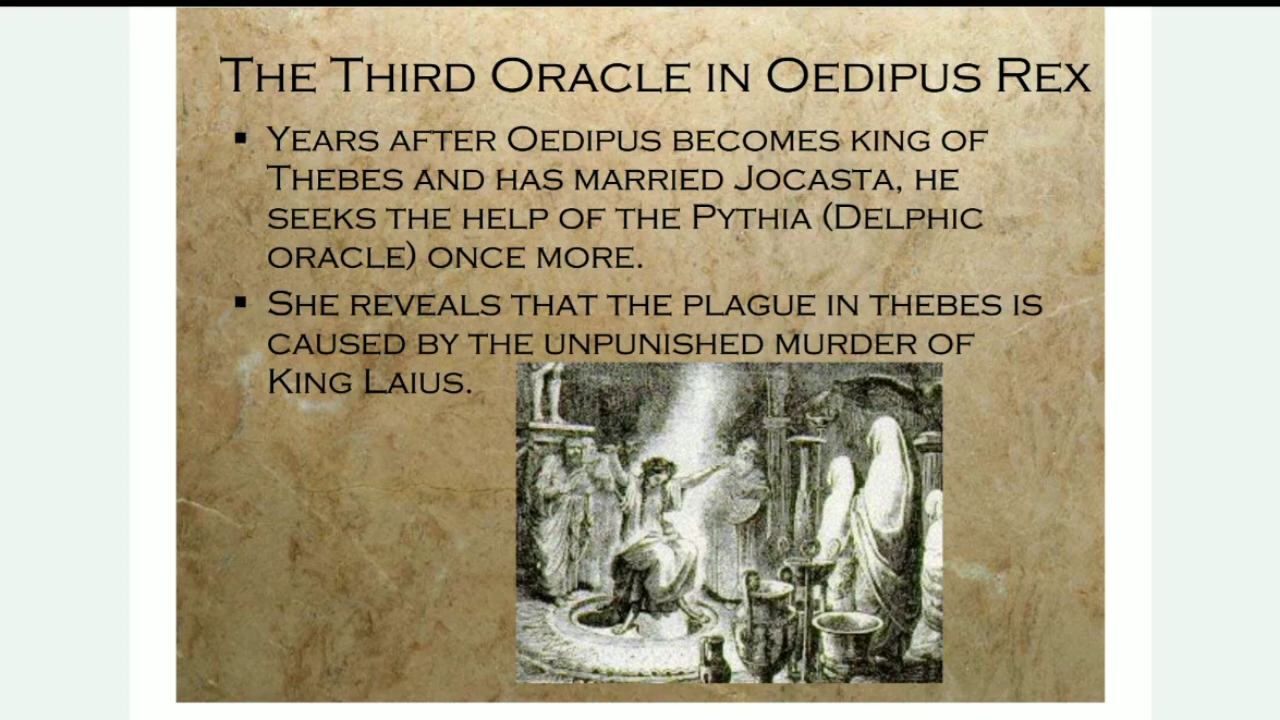 The Third Oracle in Oedipus Rex
▪ Years after Oedipus becomes king of
Thebes and has married Jocasta, he
seeks the help of the Pythia (Delphic
oracle) once more.
▪ She reveals that the plague in thebes is
caused by the unpunished murder of
King Laius.